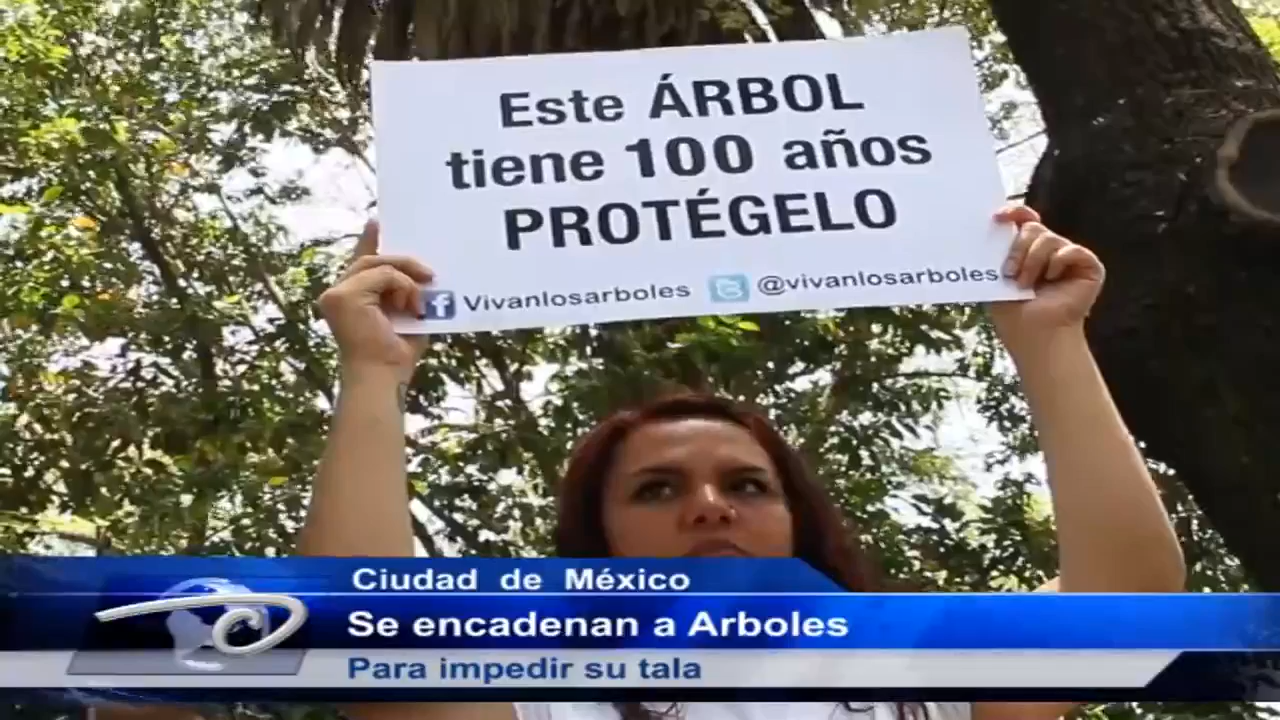 Este ÁRBOL
tiene 100 años
PROTÉGELO
Vivanlosarboles @vivanlosarboles
Ciudad de México
Se encadenan a Arboles
Para impedir su tala